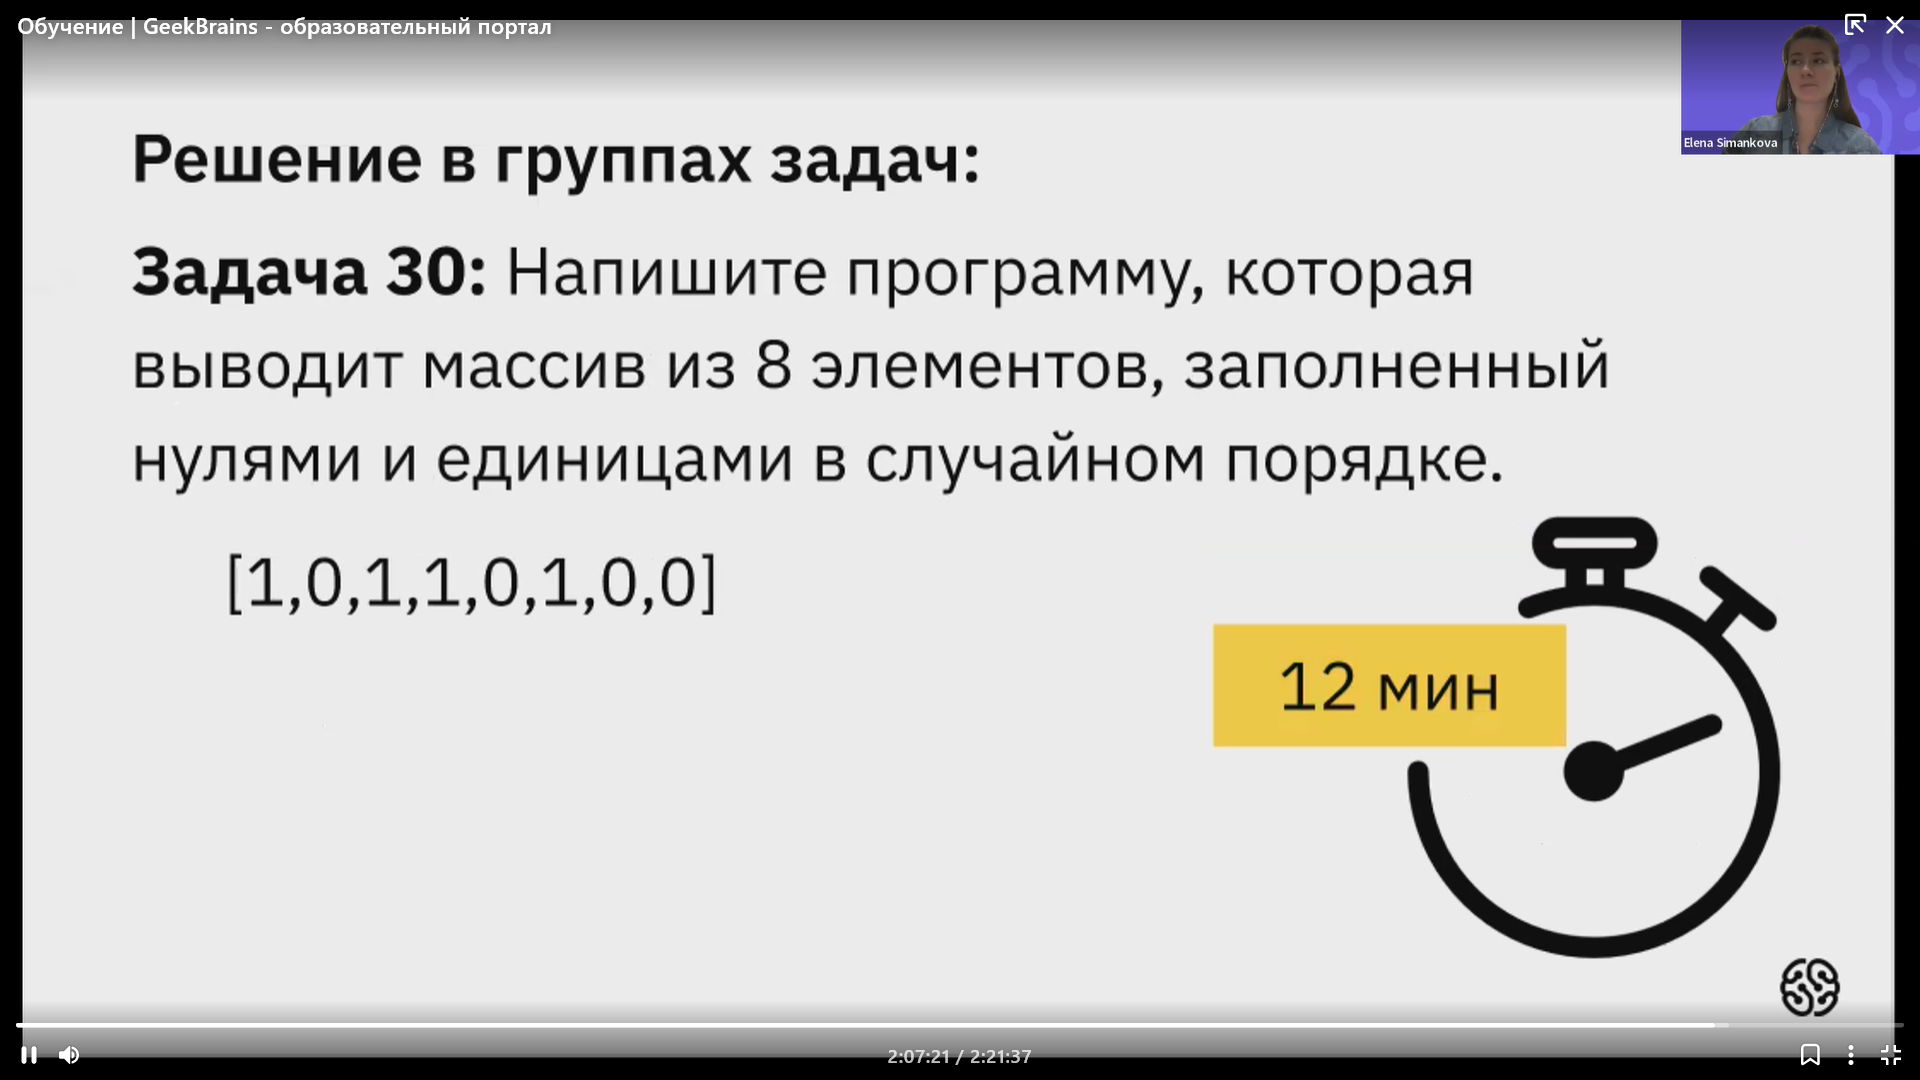 Обучение | GeekBrains - образовательный портал
Elena Simankova
Решение в группах задач:
Задача 30: Напишите программу, которая
выводит массив из 8 элементов, заполненный
нулями и единицами в случайном порядке.
[1,0,1,1,0,1,0,0]
12 мин
2:07:21 / 2:21:37